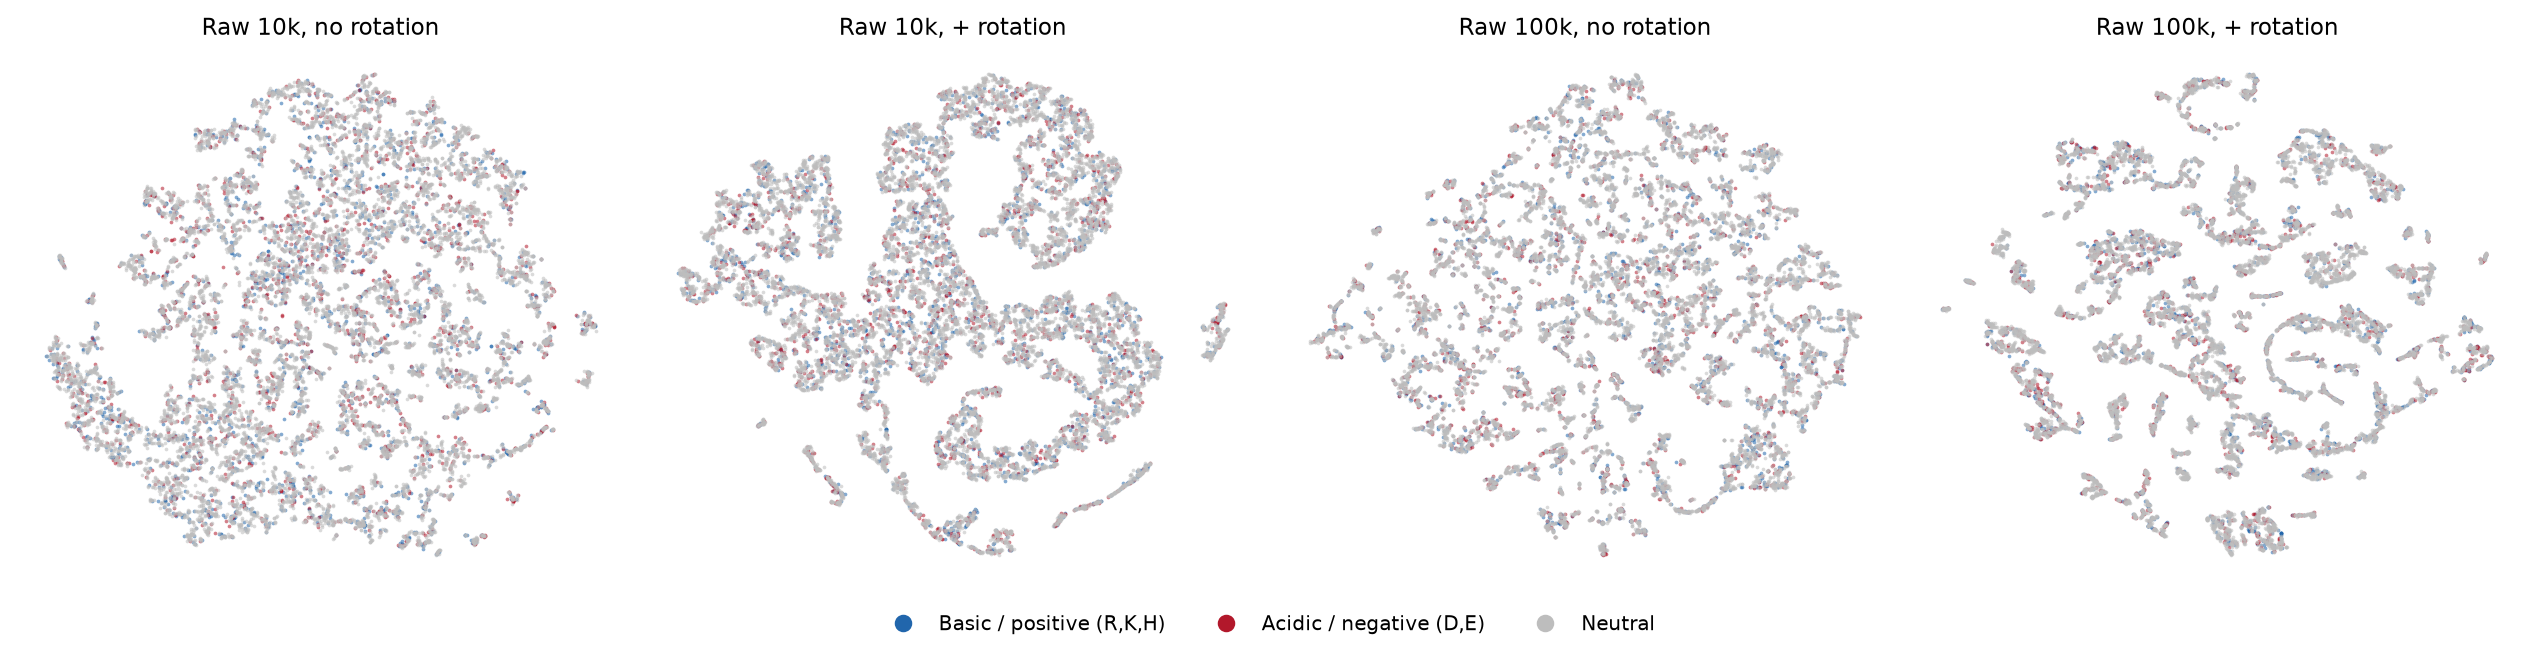 Raw 10k, no rotation
Raw 10k, + rotation
Raw 100k, no rotation
Raw 100k, + rotation
Basic / positive (R,K,H)
Acidic / negative (D,E)
Neutral